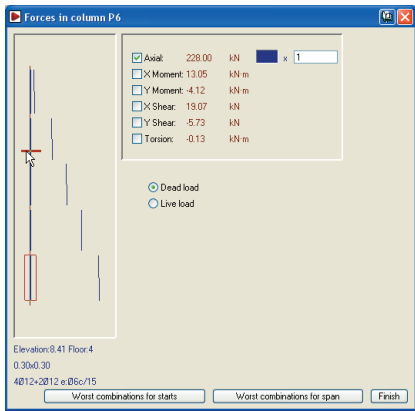 Forces in column P6
Axial: 228.00 kN x 1
X Moment: 13.05 kN·m
Y Moment: -4.12 kN·m
X Shear: 19.07 kN
Y Shear: -5.73 kN
Torsion: -0.13 kN·m
Dead load
Live load
Elevation:8.41 Floor:4
0.30x0.30
4Ø12+2Ø12 e:Ø6c/15
Worst combinations for starts Worst combinations for span Finish